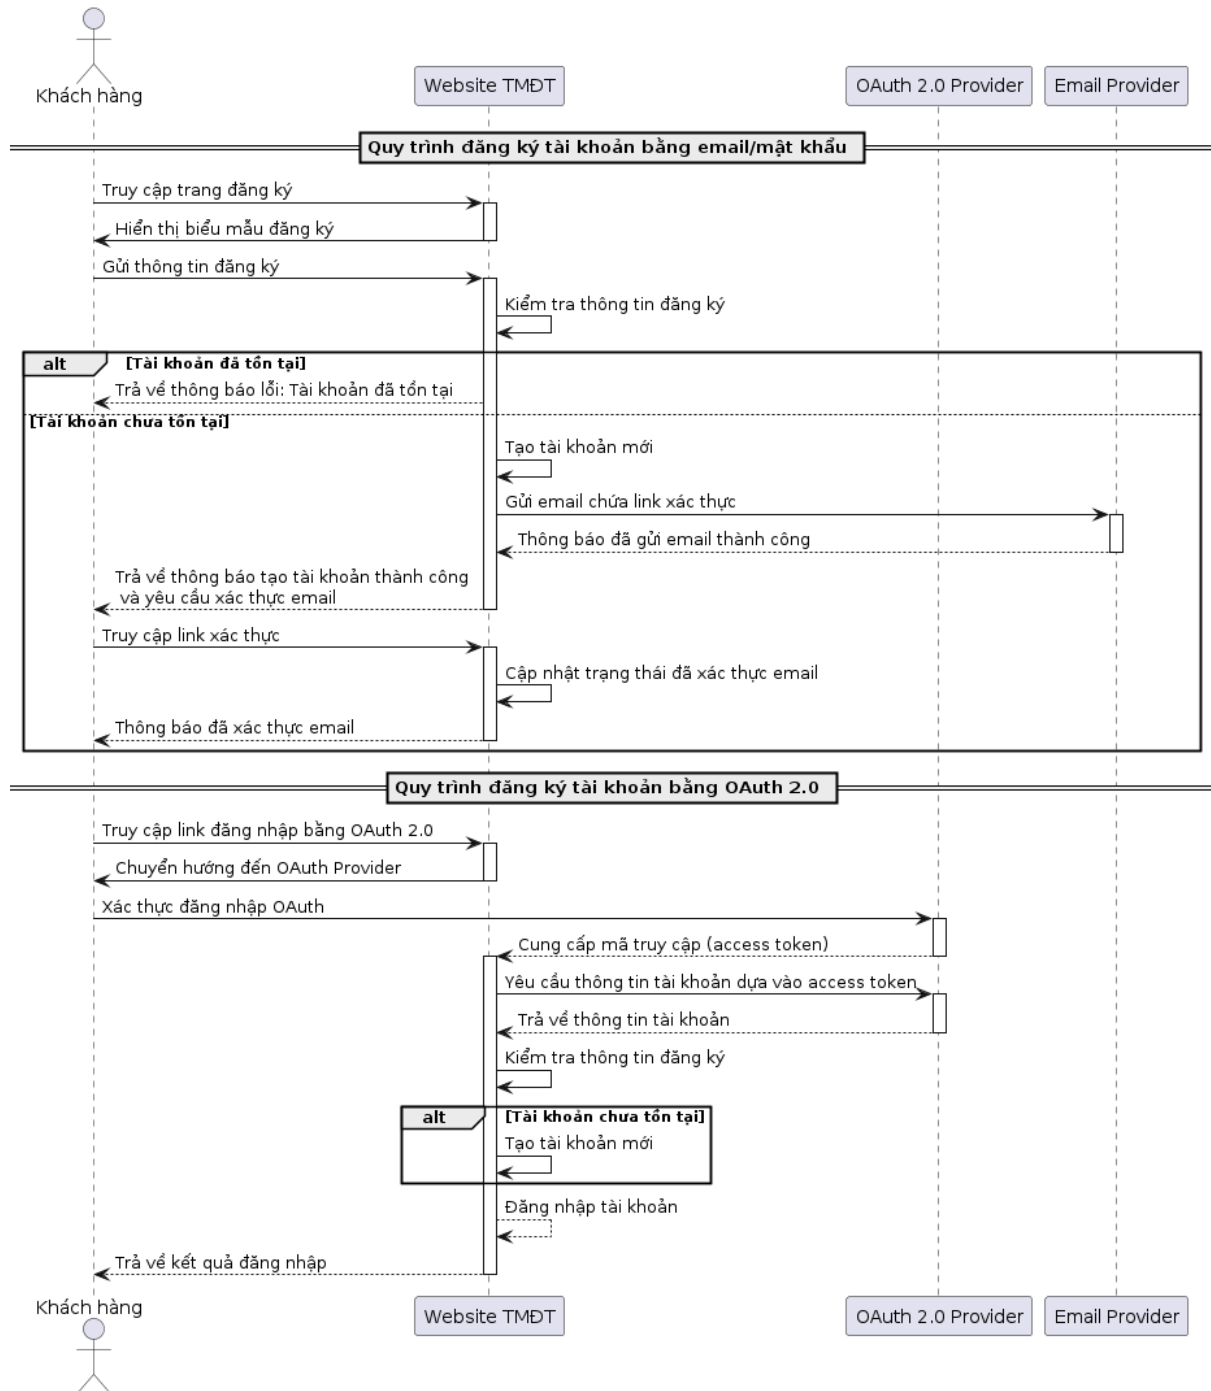 Khách hàng
Website TMĐT
OAuth 2.0 Provider
Email Provider
Quy trình đăng ký tài khoản bằng email/mật khẩu
Truy cập trang đăng ký
Hiển thị biểu mẫu đăng ký
Gửi thông tin đăng ký
Kiểm tra thông tin đăng ký
alt
[Tài khoản đã tồn tại]
Trả về thông báo lỗi: Tài khoản đã tồn tại
[Tài khoản chưa tồn tại]
Tạo tài khoản mới
Gửi email chứa link xác thực
Thông báo đã gửi email thành công
Trả về thông báo tạo tài khoản thành công
và yêu cầu xác thực email
Truy cập link xác thực
Cập nhật trạng thái đã xác thực email
Thông báo đã xác thực email
Quy trình đăng ký tài khoản bằng OAuth 2.0
Truy cập link đăng nhập bằng OAuth 2.0
Chuyển hướng đến OAuth Provider
Xác thực đăng nhập OAuth
Cung cấp mã truy cập (access token)
Yêu cầu thông tin tài khoản dựa vào access token
Trả về thông tin tài khoản
Kiểm tra thông tin đăng ký
alt
[Tài khoản chưa tồn tại]
Tạo tài khoản mới
Đăng nhập tài khoản
Trả về kết quả đăng nhập
Khách hàng
Website TMĐT
OAuth 2.0 Provider
Email Provider